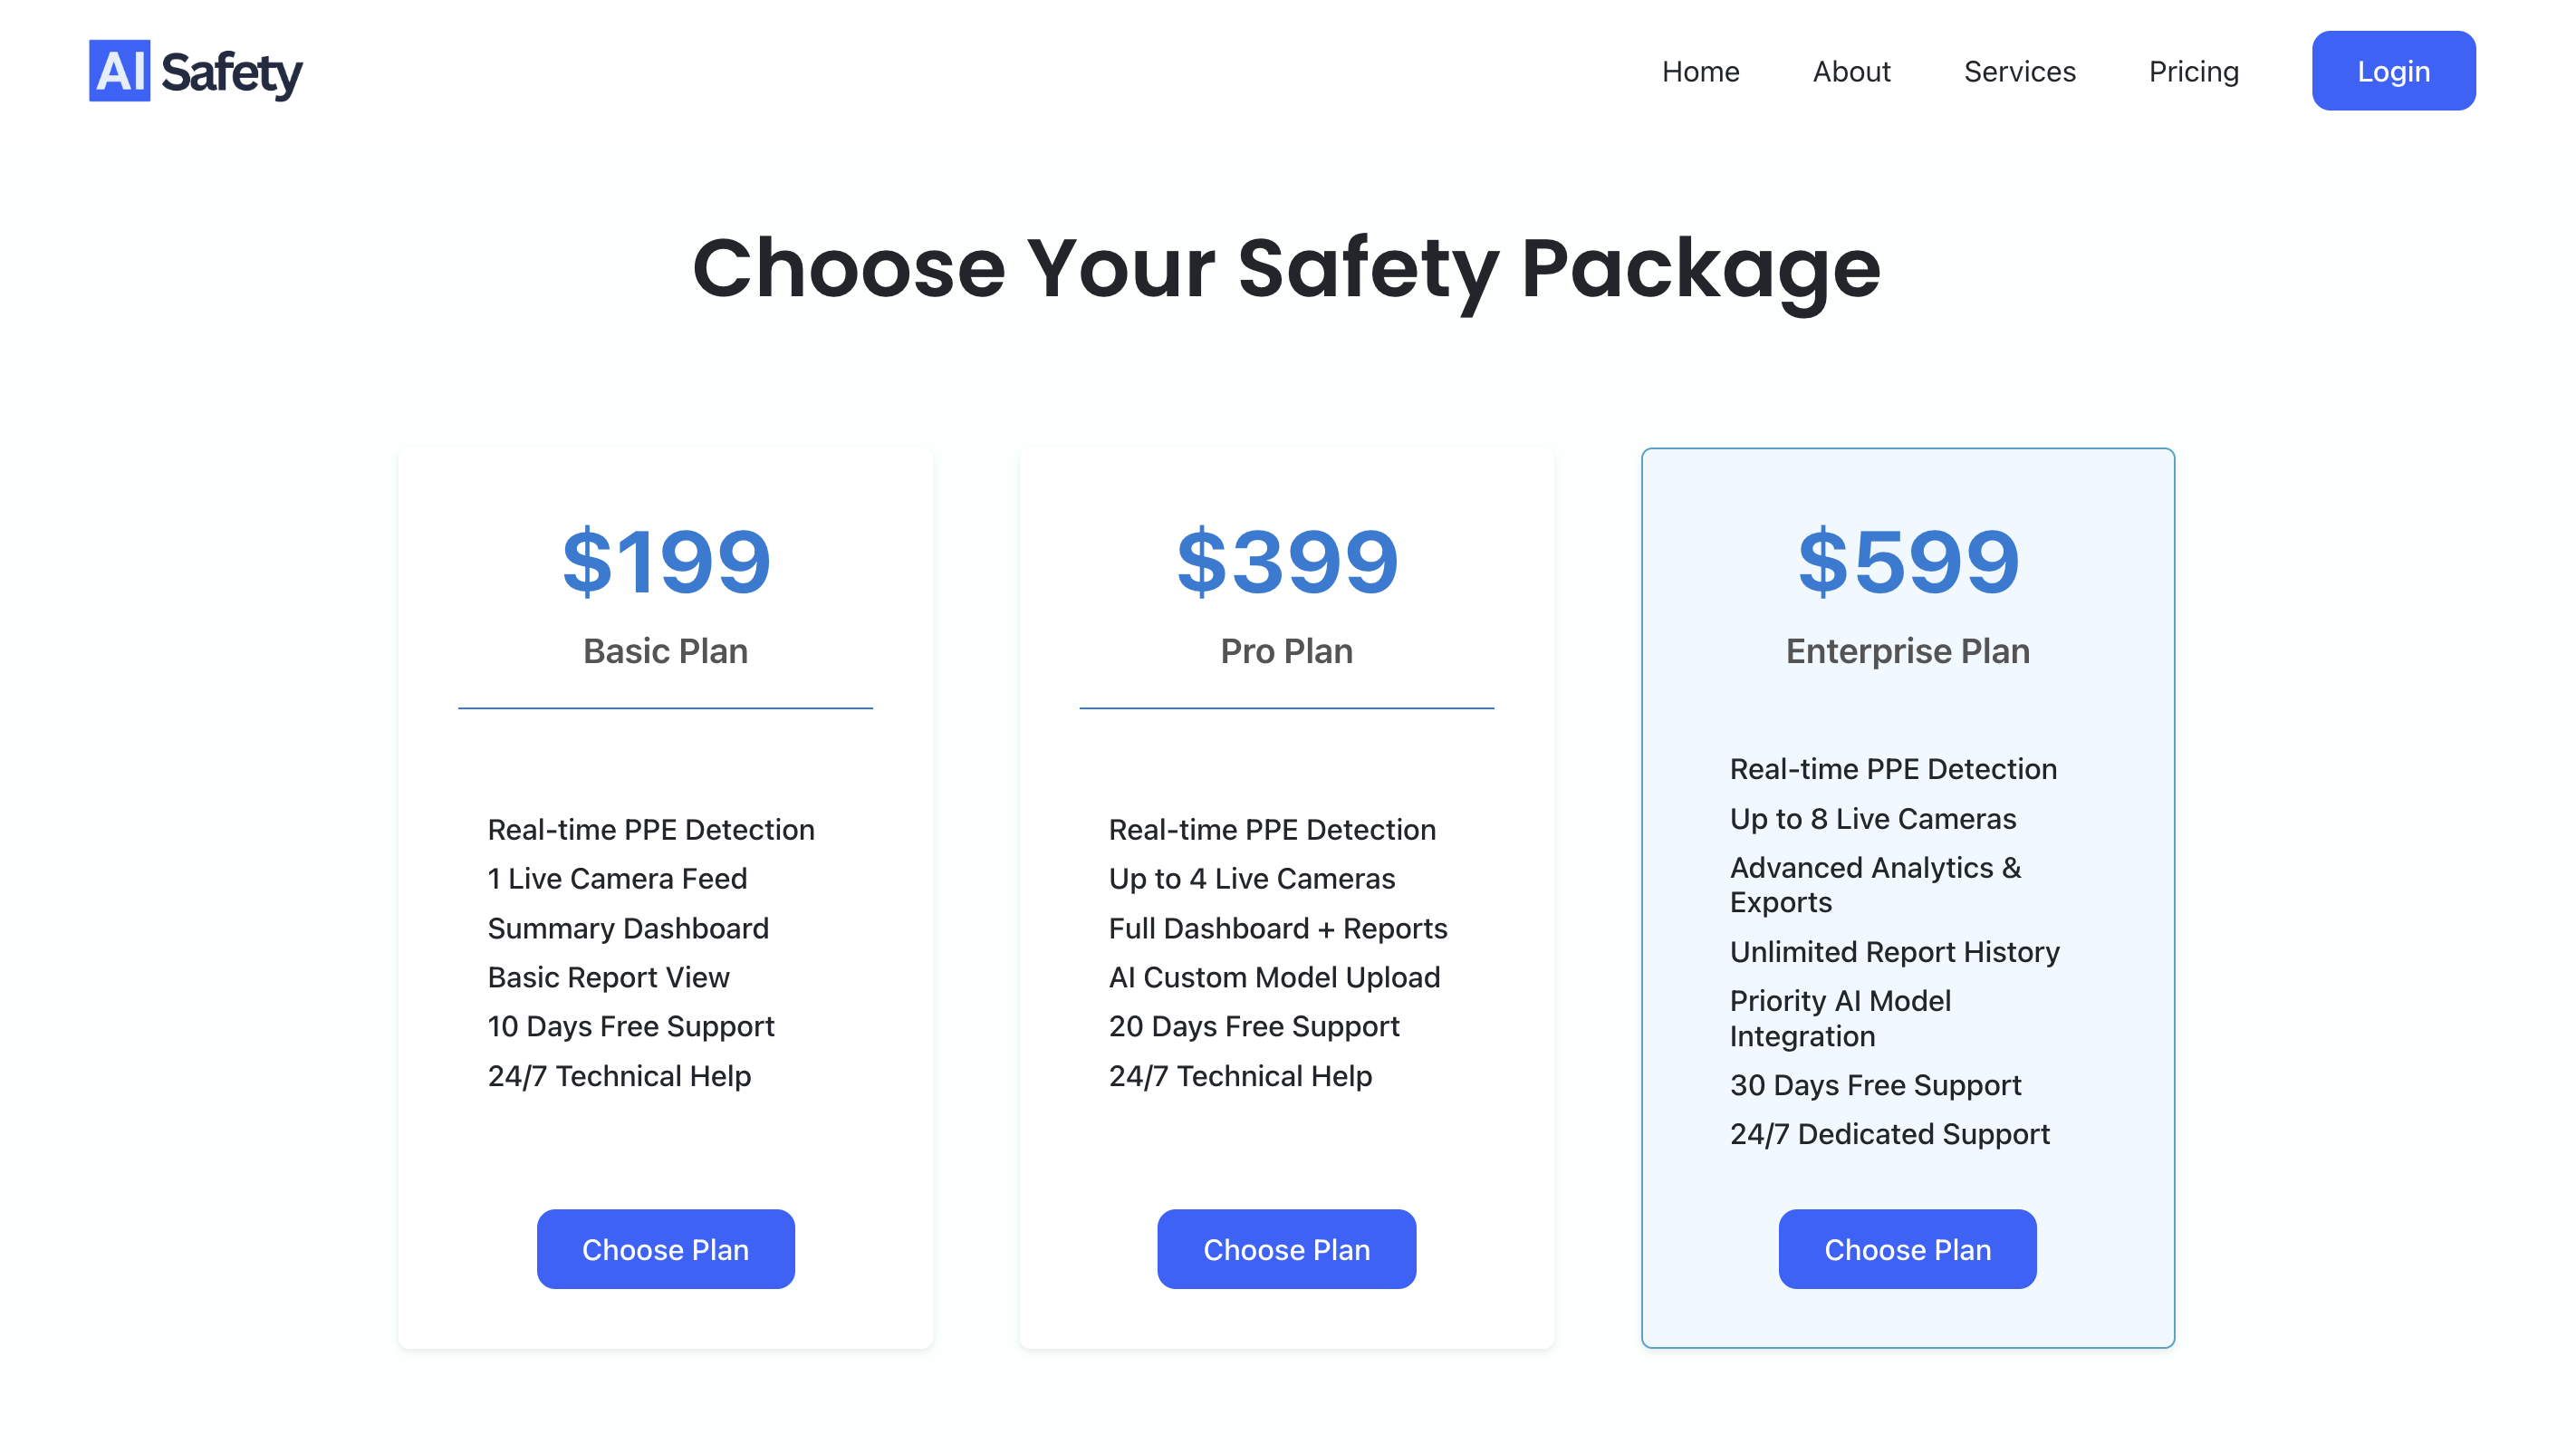 AI Safety
Home
About
Services
Pricing
Login
Choose Your Safety Package
$199
Basic Plan
Real-time PPE Detection
1 Live Camera Feed
Summary Dashboard
Basic Report View
10 Days Free Support
24/7 Technical Help
Choose Plan
$399
Pro Plan
Real-time PPE Detection
Up to 4 Live Cameras
Full Dashboard + Reports
AI Custom Model Upload
20 Days Free Support
24/7 Technical Help
Choose Plan
$599
Enterprise Plan
Real-time PPE Detection
Up to 8 Live Cameras
Advanced Analytics &
Exports
Unlimited Report History
Priority AI Model
Integration
30 Days Free Support
24/7 Dedicated Support
Choose Plan